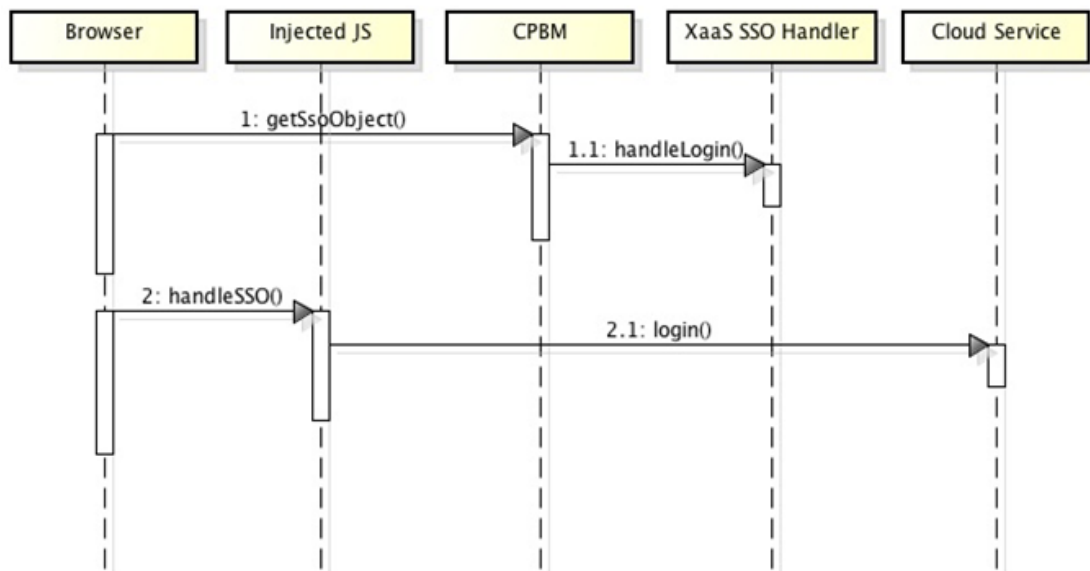 Browser
Injected JS
CPBM
XaaS SSO Handler
Cloud Service
1: getSsoObject()
1.1: handleLogin()
2: handleSSO()
2.1: login()